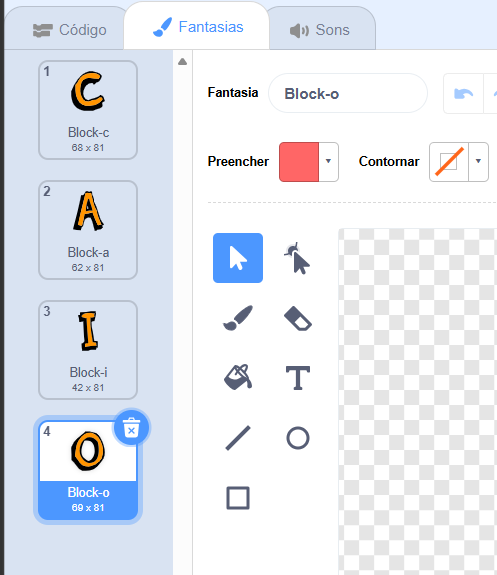 Código
Fantasias
Sons
1
C
Block-c
68 x 81
2
A
Block-a
62 x 81
3
I
Block-i
42 x 81
4
O
Block-o
69 x 81
Fantasia
Block-o
Preencher
Contornar
T